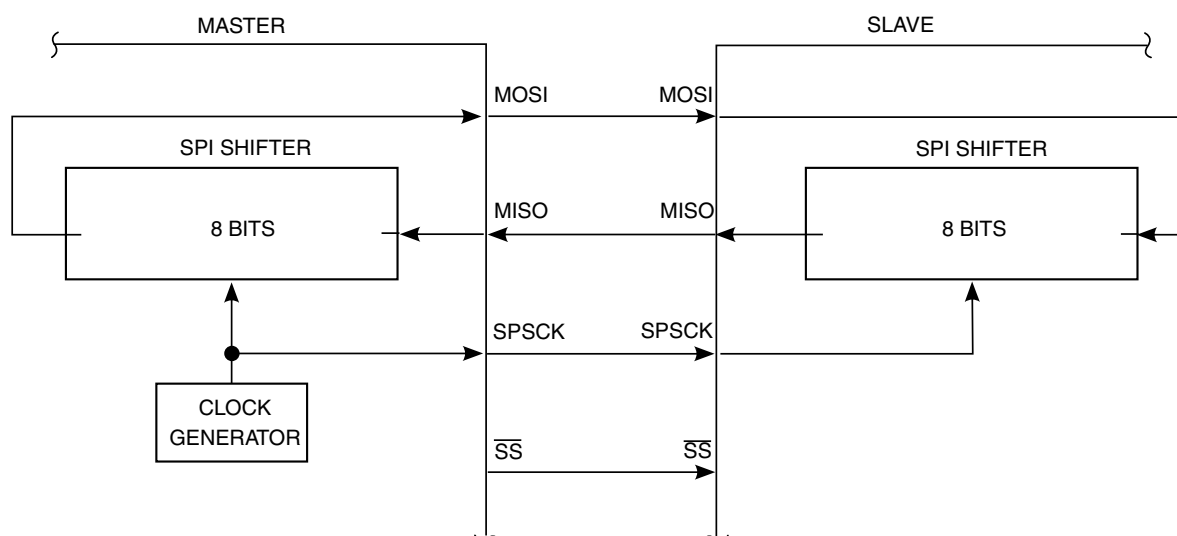 MASTER
SLAVE
MOSI
MOSI
SPI SHIFTER
SPI SHIFTER
8 BITS
MISO
MISO
8 BITS
SPSCK
SPSCK
CLOCK
GENERATOR
SS
SS